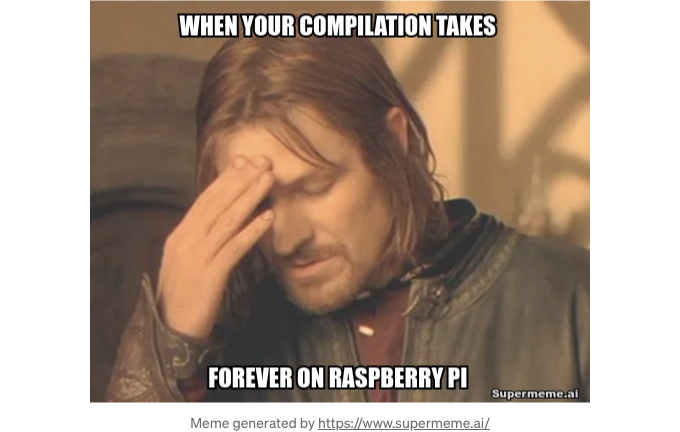 WHEN YOUR COMPILATION TAKES
FOREVER ON RASPBERRY PI
Supermeme.ai
Meme generated by https://www.supermeme.ai/